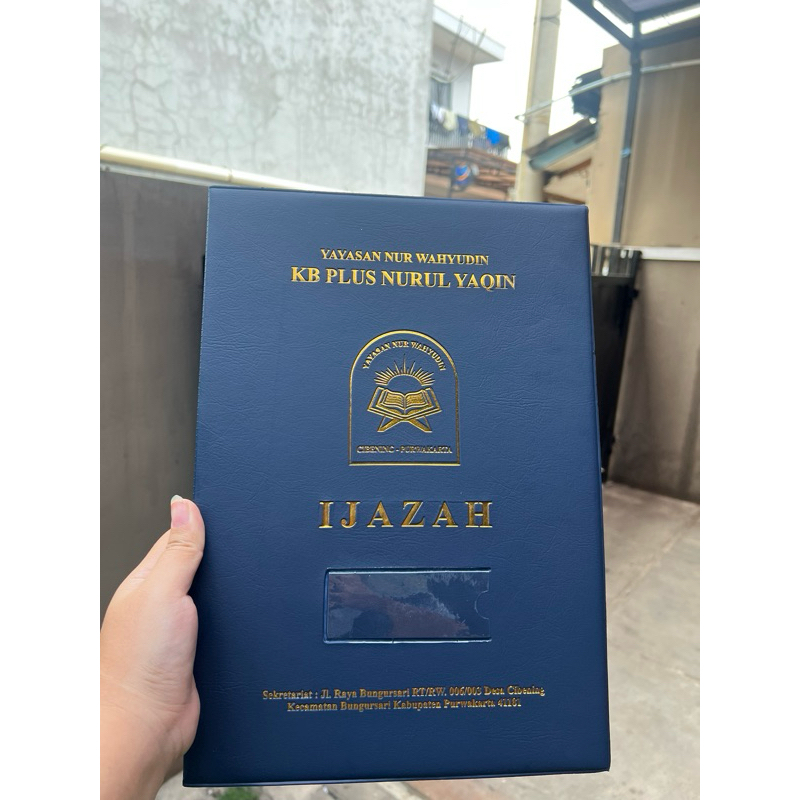 YAYASAN NUR WAHYUDIN
KB PLUS NURUL YAQIN
YAYASAN NUR WAHYUDIN
CIBENING - PURWAKARTA
IJAZAH
Sekretariat : Jl. Raya Bungursari RT/RW. 006/003 Desa Cibening
Kecamatan Bungursari Kabupaten Purwakarta 41181